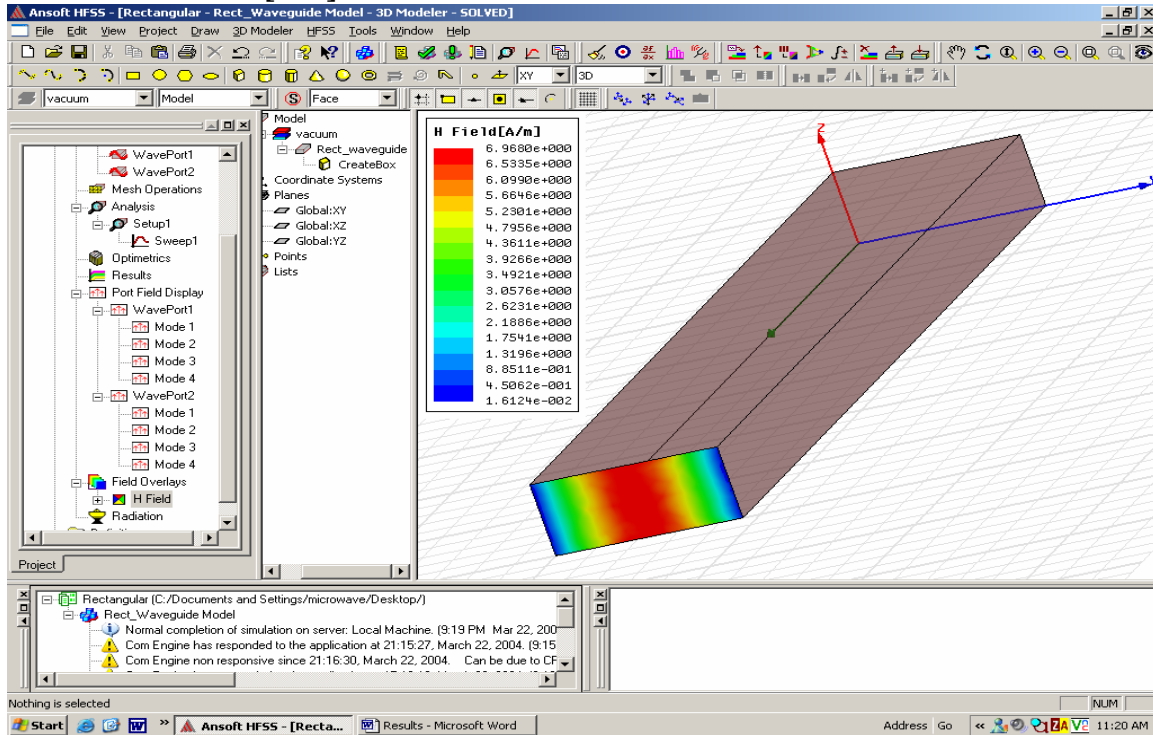 Ansoft HFSS - [Rectangular - Rect_Waveguide Model - 3D Modeler - SOLVED]
File Edit View Project Draw 3D Modeler HFSS Tools Window Help
XY
3D
vacuum
Model
Face
WavePort1
WavePort2
Mesh Operations
Analysis
Setup1
Sweep1
Optimetrics
Results
Port Field Display
WavePort1
Mode 1
Mode 2
Mode 3
Mode 4
WavePort2
Mode 1
Mode 2
Mode 3
Mode 4
Field Overlays
H Field
Radiation
Project
Model
vacuum
Rect_waveguide
CreateBox
Coordinate Systems
Planes
Global:XY
Global:XZ
Global:YZ
Points
Lists
H Field[A/m]
6.9680e+000
6.5335e+000
6.0990e+000
5.6646e+000
5.2301e+000
4.7956e+000
4.3611e+000
3.9266e+000
3.4921e+000
3.0576e+000
2.6231e+000
2.1886e+000
1.7541e+000
1.3196e+000
8.8511e-001
4.5062e-001
1.6124e-002
Z
Rectangular (C:/Documents and Settings/microwave/Desktop/)
Rect_Waveguide Model
Normal completion of simulation on server: Local Machine. (9:19 PM Mar 22, 200
Com Engine has responded to the application at 21:15:27, March 22, 2004. (9:15
Com Engine non responsive since 21:16:30, March 22, 2004. Can be due to CF
Nothing is selected
NUM
Start
Ansoft HFSS - [Recta...
Results - Microsoft Word
Address Go
11:20 AM